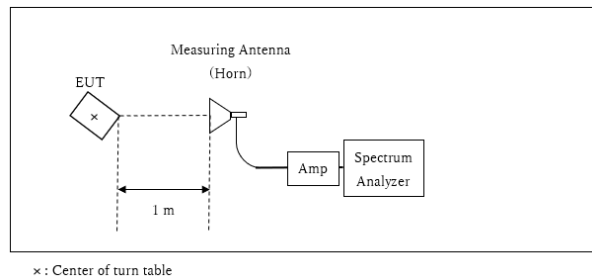 Measuring Antenna
(Horn)
EUT
Amp
Spectrum
Analyzer
1 m
× : Center of turn table